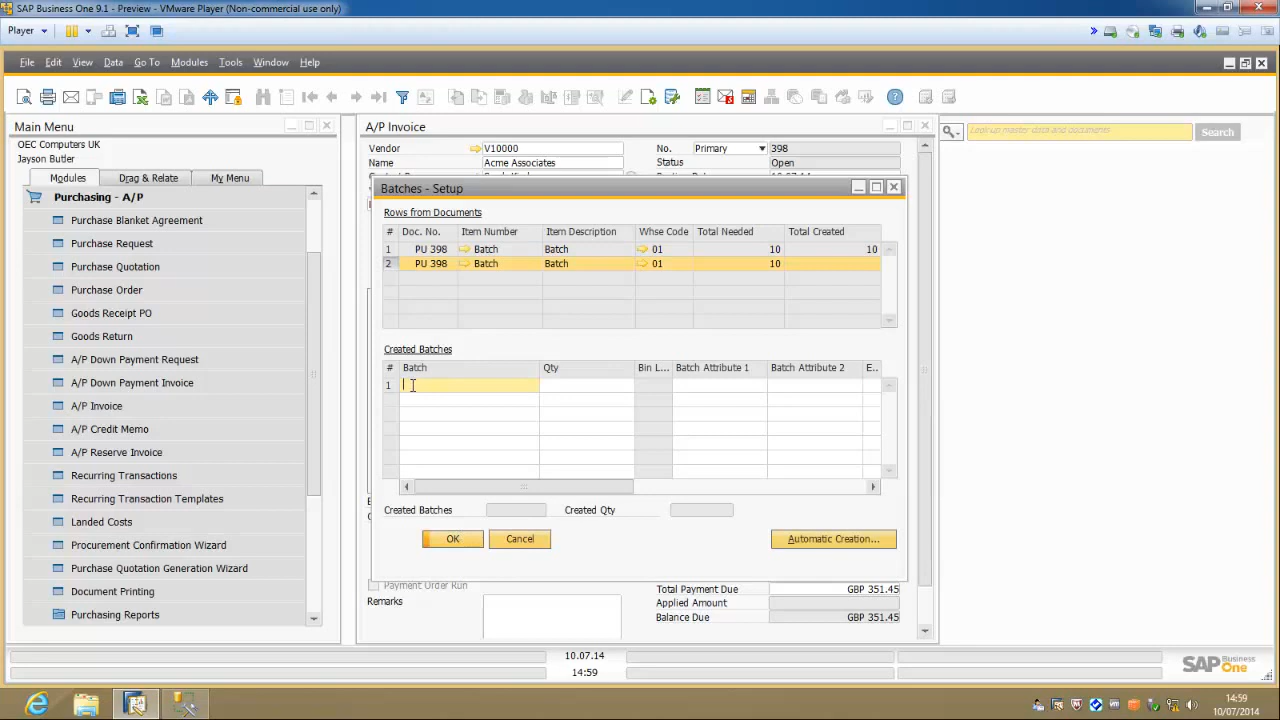 SAP Business One 9.1 - Preview - VMware Player (Non-commercial use only)
Player
File Edit View Data Go To Modules Tools Window Help
Main Menu
OEC Computers UK
Jayson Butler
Modules Drag & Relate My Menu
Purchasing - A/P
Purchase Blanket Agreement
Purchase Request
Purchase Quotation
Purchase Order
Goods Receipt PO
Goods Return
A/P Down Payment Request
A/P Down Payment Invoice
A/P Invoice
A/P Credit Memo
A/P Reserve Invoice
Recurring Transactions
Recurring Transaction Templates
Landed Costs
Procurement Confirmation Wizard
Purchase Quotation Generation Wizard
Document Printing
Purchasing Reports
A/P Invoice
Vendor V10000 No. Primary 398
Name Acme Associates Status Open
Batches - Setup
Rows from Documents
# Doc. No. Item Number Item Description Whse Code Total Needed Total Created
1 PU 398 Batch Batch 01 10 10
2 PU 398 Batch Batch 01 10
Created Batches
# Batch Qty Bin L... Batch Attribute 1 Batch Attribute 2 E..
1
Created Batches Created Qty
OK Cancel Automatic Creation...
Payment Order Run
Remarks
Total Payment Due GBP 351.45
Applied Amount
Balance Due GBP 351.45
Look up master data and documents Search
10.07.14
14:59
SAP Business One
14:59
10/07/2014